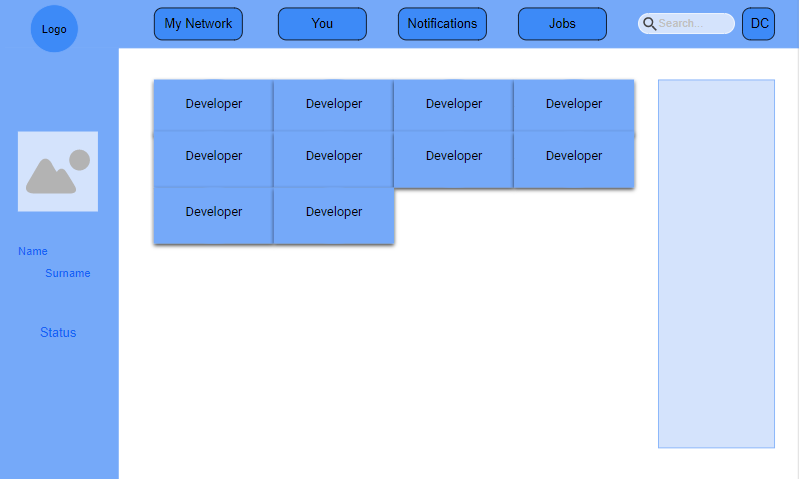 Logo
My Network
You
Notifications
Jobs
Search...
DC
Name
Surname
Status
Developer
Developer
Developer
Developer
Developer
Developer
Developer
Developer
Developer
Developer